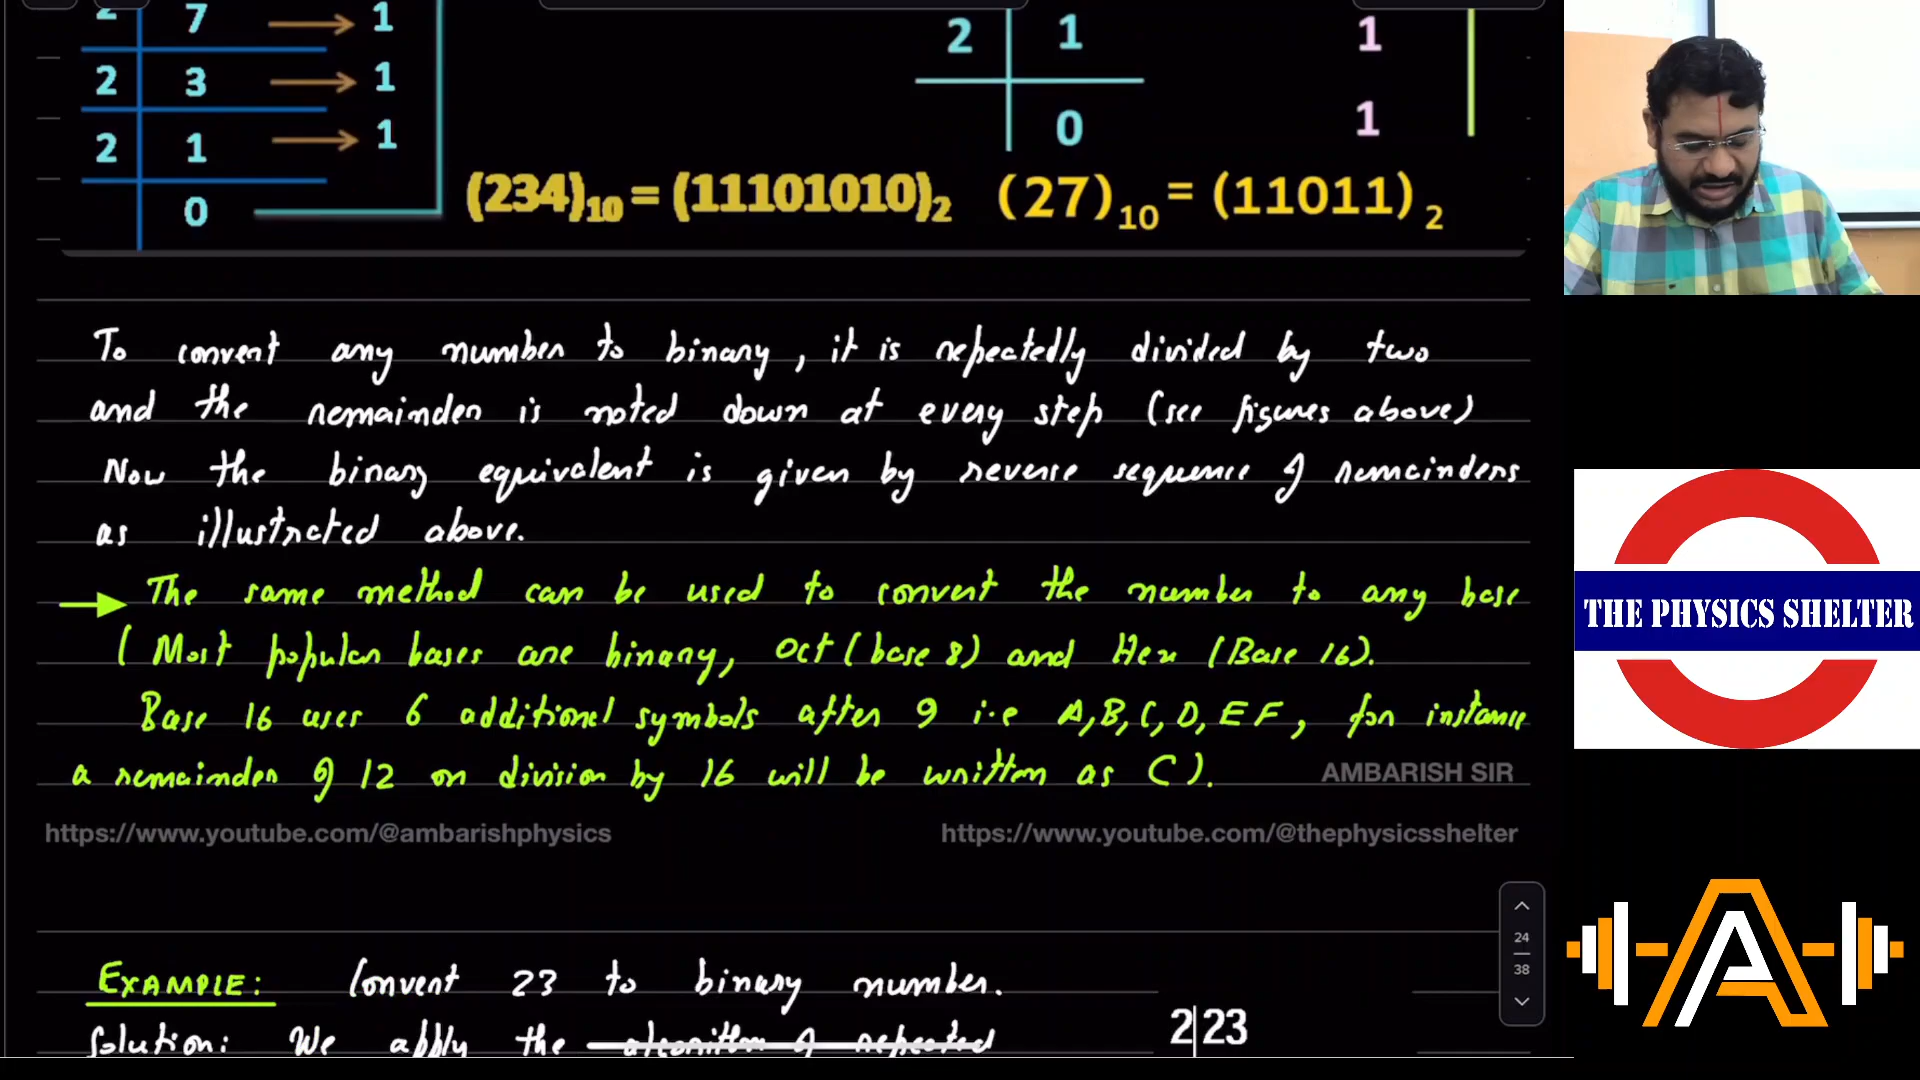 2 7 → 1
2 3 → 1
2 1 → 1
0
2 1 1
0 1
(234)10 = (11101010)2 (27)10 = (11011)2
To convert any number to binary, it is repeatedly divided by two
and the remainder is noted down at every step (see figures above)
Now the binary equivalent is given by reverse sequence of remainders
as illustrated above.
→ The same method can be used to convert the number to any base
( Most popular bases are binary, Oct (base 8) and Hex (Base 16).
Base 16 uses 6 additional symbols after 9 i.e A,B,C,D,EF, for instance
a remainder of 12 on division by 16 will be written as C).
AMBARISH SIR
https://www.youtube.com/@ambarishphysics https://www.youtube.com/@thephysicsshelter
EXAMPLE: Convert 23 to binary number.
Solution: We apply the algorithm of repeated
2|23
24
38
THE PHYSICS SHELTER
A